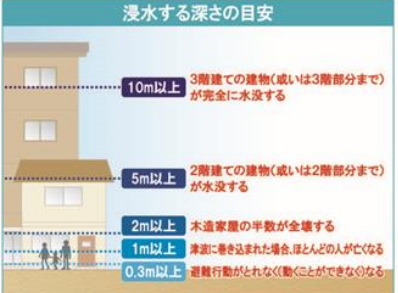 浸水する深さの目安
10m以上
3階建ての建物(或いは3階部分まで)
が完全に水没する
5m以上
2階建ての建物(或いは2階部分まで)
が水没する
2m以上 木造家屋の半数が全壊する
1m以上 津波に巻き込まれた場合、ほとんどの人が亡くなる
0.3m以上 避難行動がとれなく(動くことができなく)なる